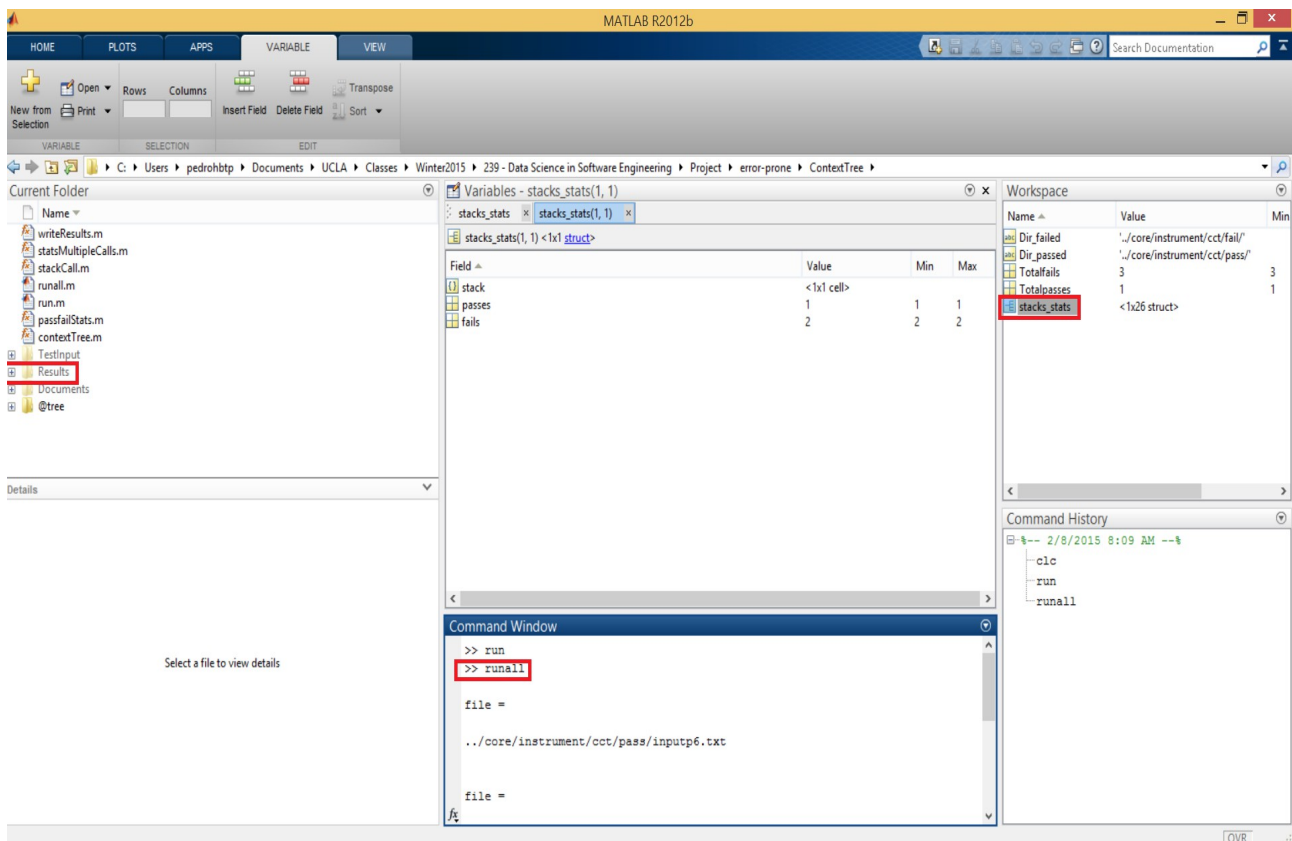 MATLAB R2012b
HOME PLOTS APPS VARIABLE VIEW
Search Documentation
New from Selection
Open
Print
Rows Columns
Insert Field Delete Field
Transpose
Sort
VARIABLE SELECTION EDIT
C: Users pedrohbtp Documents UCLA Classes Winter2015 239 - Data Science in Software Engineering Project error-prone ContextTree
Current Folder
Name
writeResults.m
statsMultipleCalls.m
stackCall.m
runall.m
run.m
passfailStats.m
contextTree.m
TestInput
Results
Documents
@tree
Details
Select a file to view details
Variables - stacks_stats(1, 1)
stacks_stats stacks_stats(1, 1)
stacks_stats(1, 1) <1x1 struct>
Field Value Min Max
stack <1x1 cell>
passes 1 1 1
fails 2 2 2
Command Window
>> run
>> runall
file =
../core/instrument/cct/pass/inputp6.txt
file =
fx
Workspace
Name Value Min
Dir_failed '../core/instrument/cct/fail/'
Dir_passed '../core/instrument/cct/pass/'
Totalfails 3 3
Totalpasses 1 1
stacks_stats <1x26 struct>
Command History
%-- 2/8/2015 8:09 AM --%
clc
run
runall
OVR